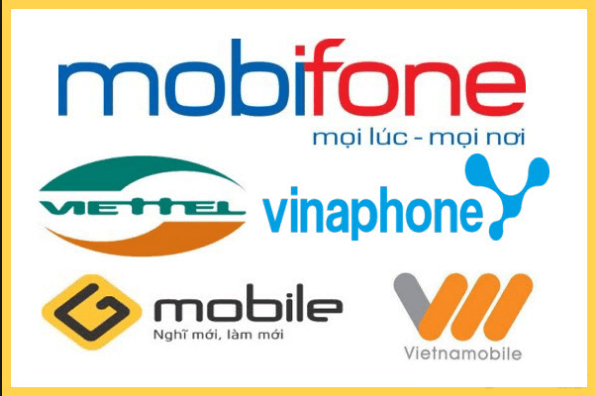 mobifone
mọi lúc - mọi nơi
VIETTEL
vinaphone
G mobile
Nghĩ mới, làm mới
Vietnamobile